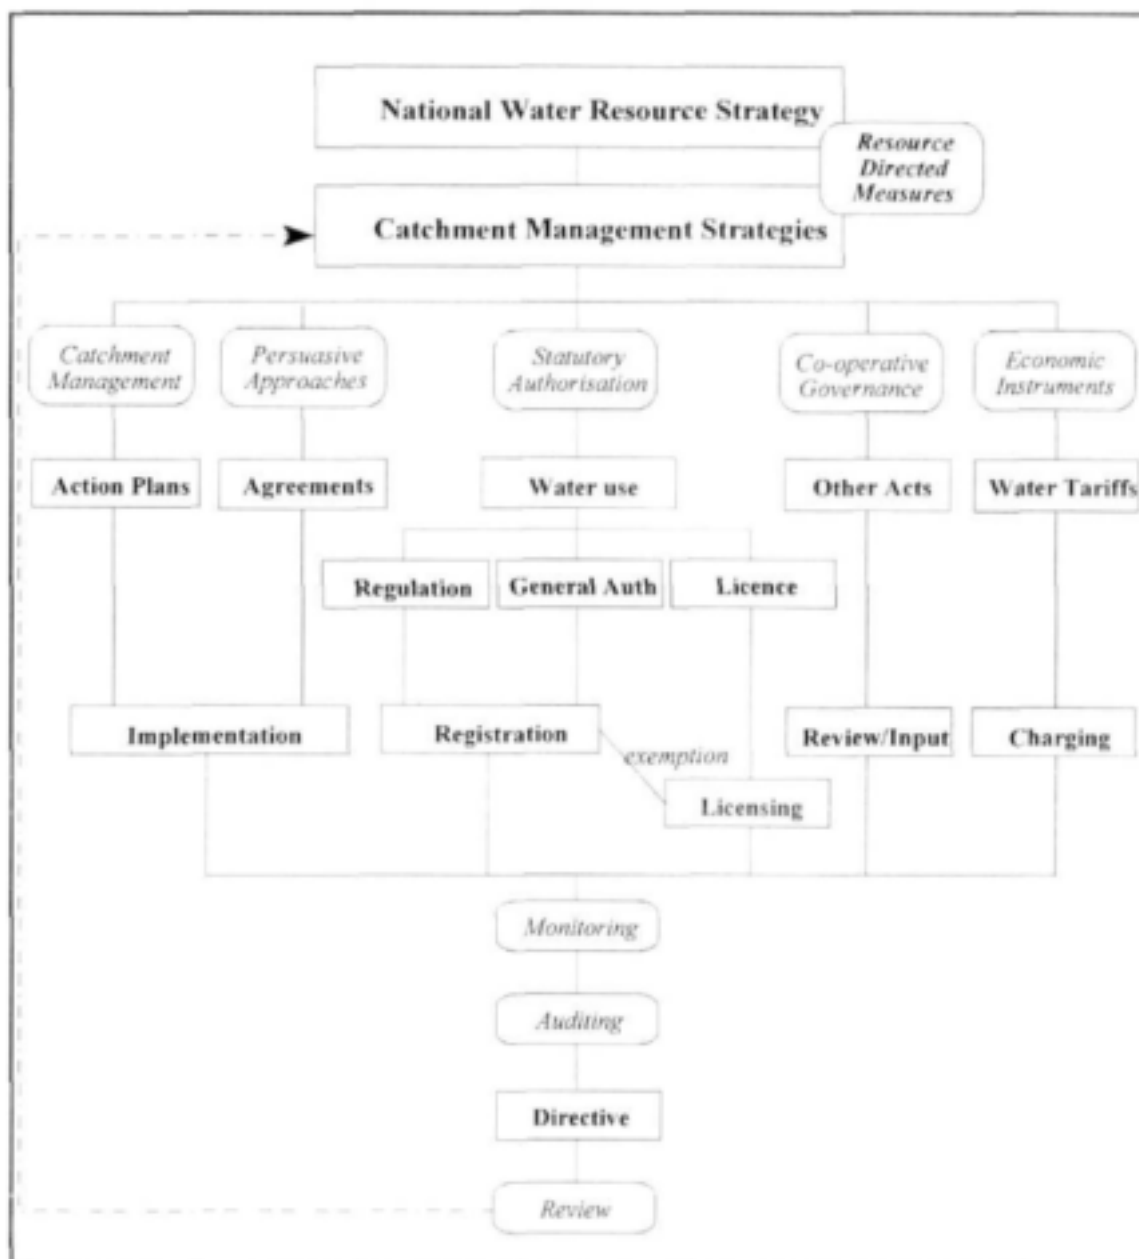 National Water Resource Strategy
Resource
Directed
Measures
Catchment Management Strategies
Catchment
Management
Persuasive
Approaches
Statutory
Authorisation
Co-operative
Governance
Economic
Instruments
Action Plans
Agreements
Water use
Other Acts
Water Tariffs
Regulation
General Auth
Licence
Implementation
Registration
exemption
Review/Input
Charging
Licensing
Monitoring
Auditing
Directive
Review